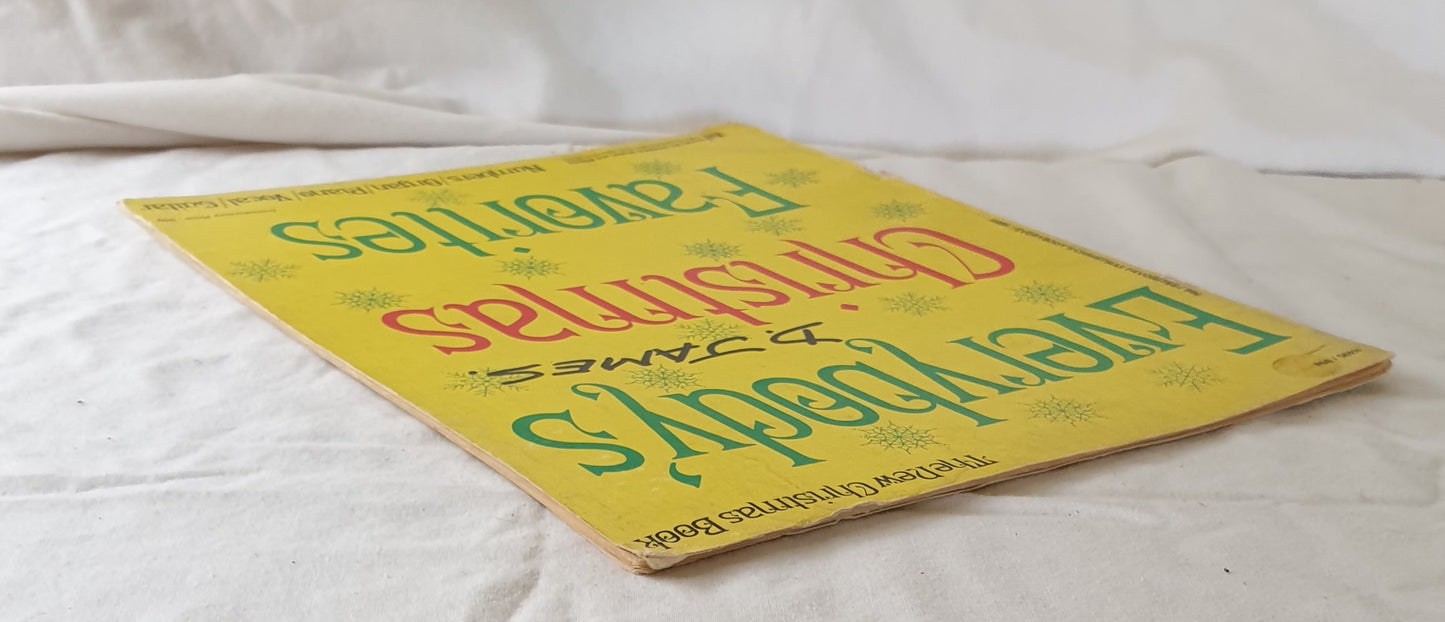 The New Christmas Book
Everybody's
D. JAMES.
Christmas
Favorites
Numbers / Organ / Piano / Vocal / Guitar